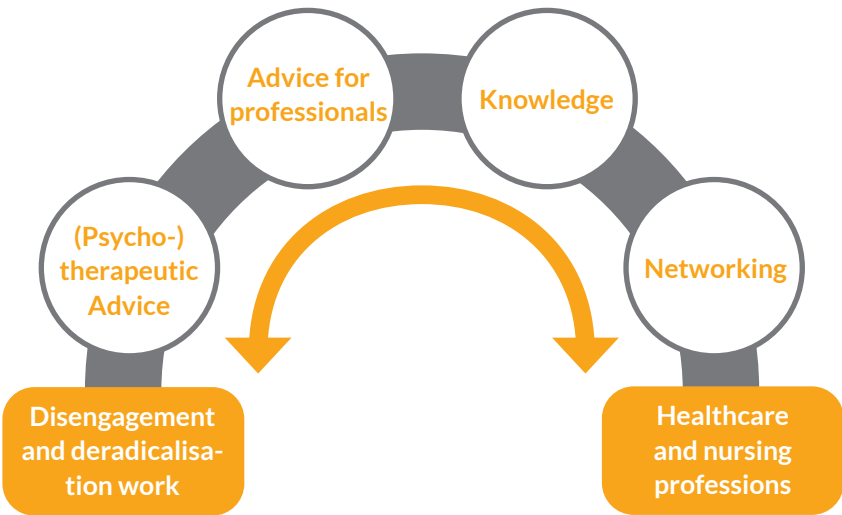 Advice for
professionals
Knowledge
(Psycho-)
therapeutic
Advice
Networking
Disengagement
and deradicalisa-
tion work
Healthcare
and nursing
professions